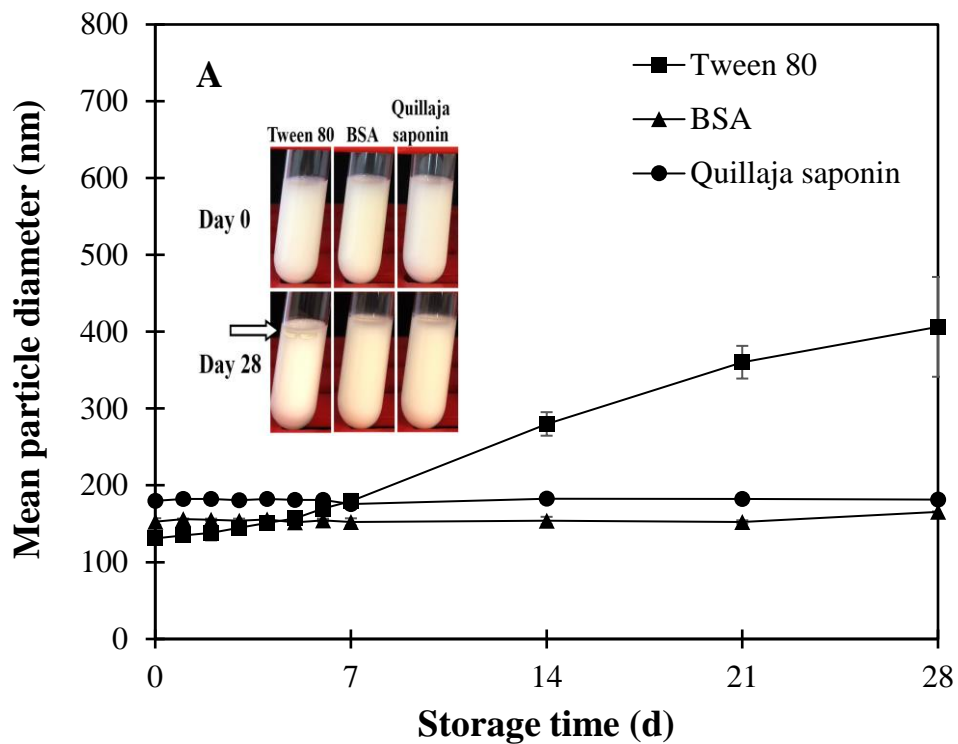 800
700
600
500
400
300
200
100
0
Mean particle diameter (nm)
A
Tween 80
BSA
Quillaja saponin
Quillaja
Tween 80 BSA saponin
Day 0
Day 28
0 7 14 21 28
Storage time (d)